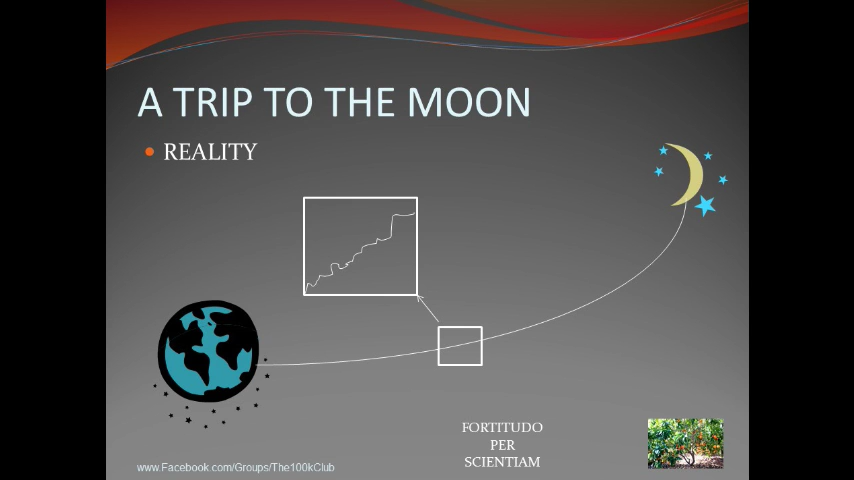 A TRIP TO THE MOON
REALITY
FORTITUDO
PER
SCIENTIAM
www.Facebook.com/Groups/The100kClub